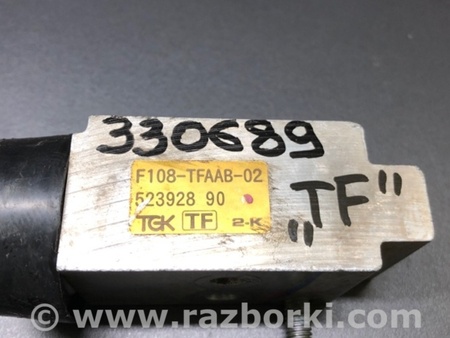 330689
F108-TFAAB-02
523928 90
TGK TF 2-K
„TF"
© www.razborki.com